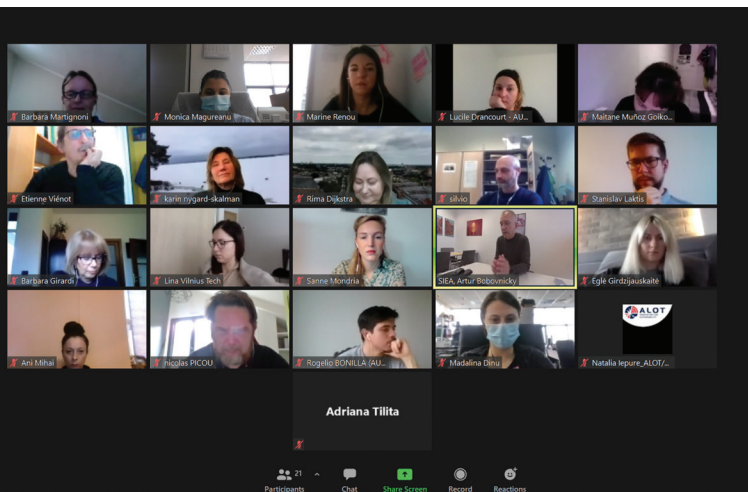 Barbara Martignoni
Monica Magureanu
Marine Renou
Lucile Drancourt - AU...
Maitane Muñoz Goiko...
Etienne Viénot
karin nygard-skalman
Rima Dijkstra
silvio
Stanislav Laktis
Barbara Girardi
Lina Vilnius Tech
Sanne Mondria
SIEA, Artur Bobovnicky
Eglė Girdzijauskaitė
Ani Mihai
nicolas PICOU
Rogelio BONILLA (AU...
Madalina Dinu
ALOT
Natalia Iepure_ALOT/...
Adriana Tilita
21
Participants
Chat
Share Screen
Record
Reactions